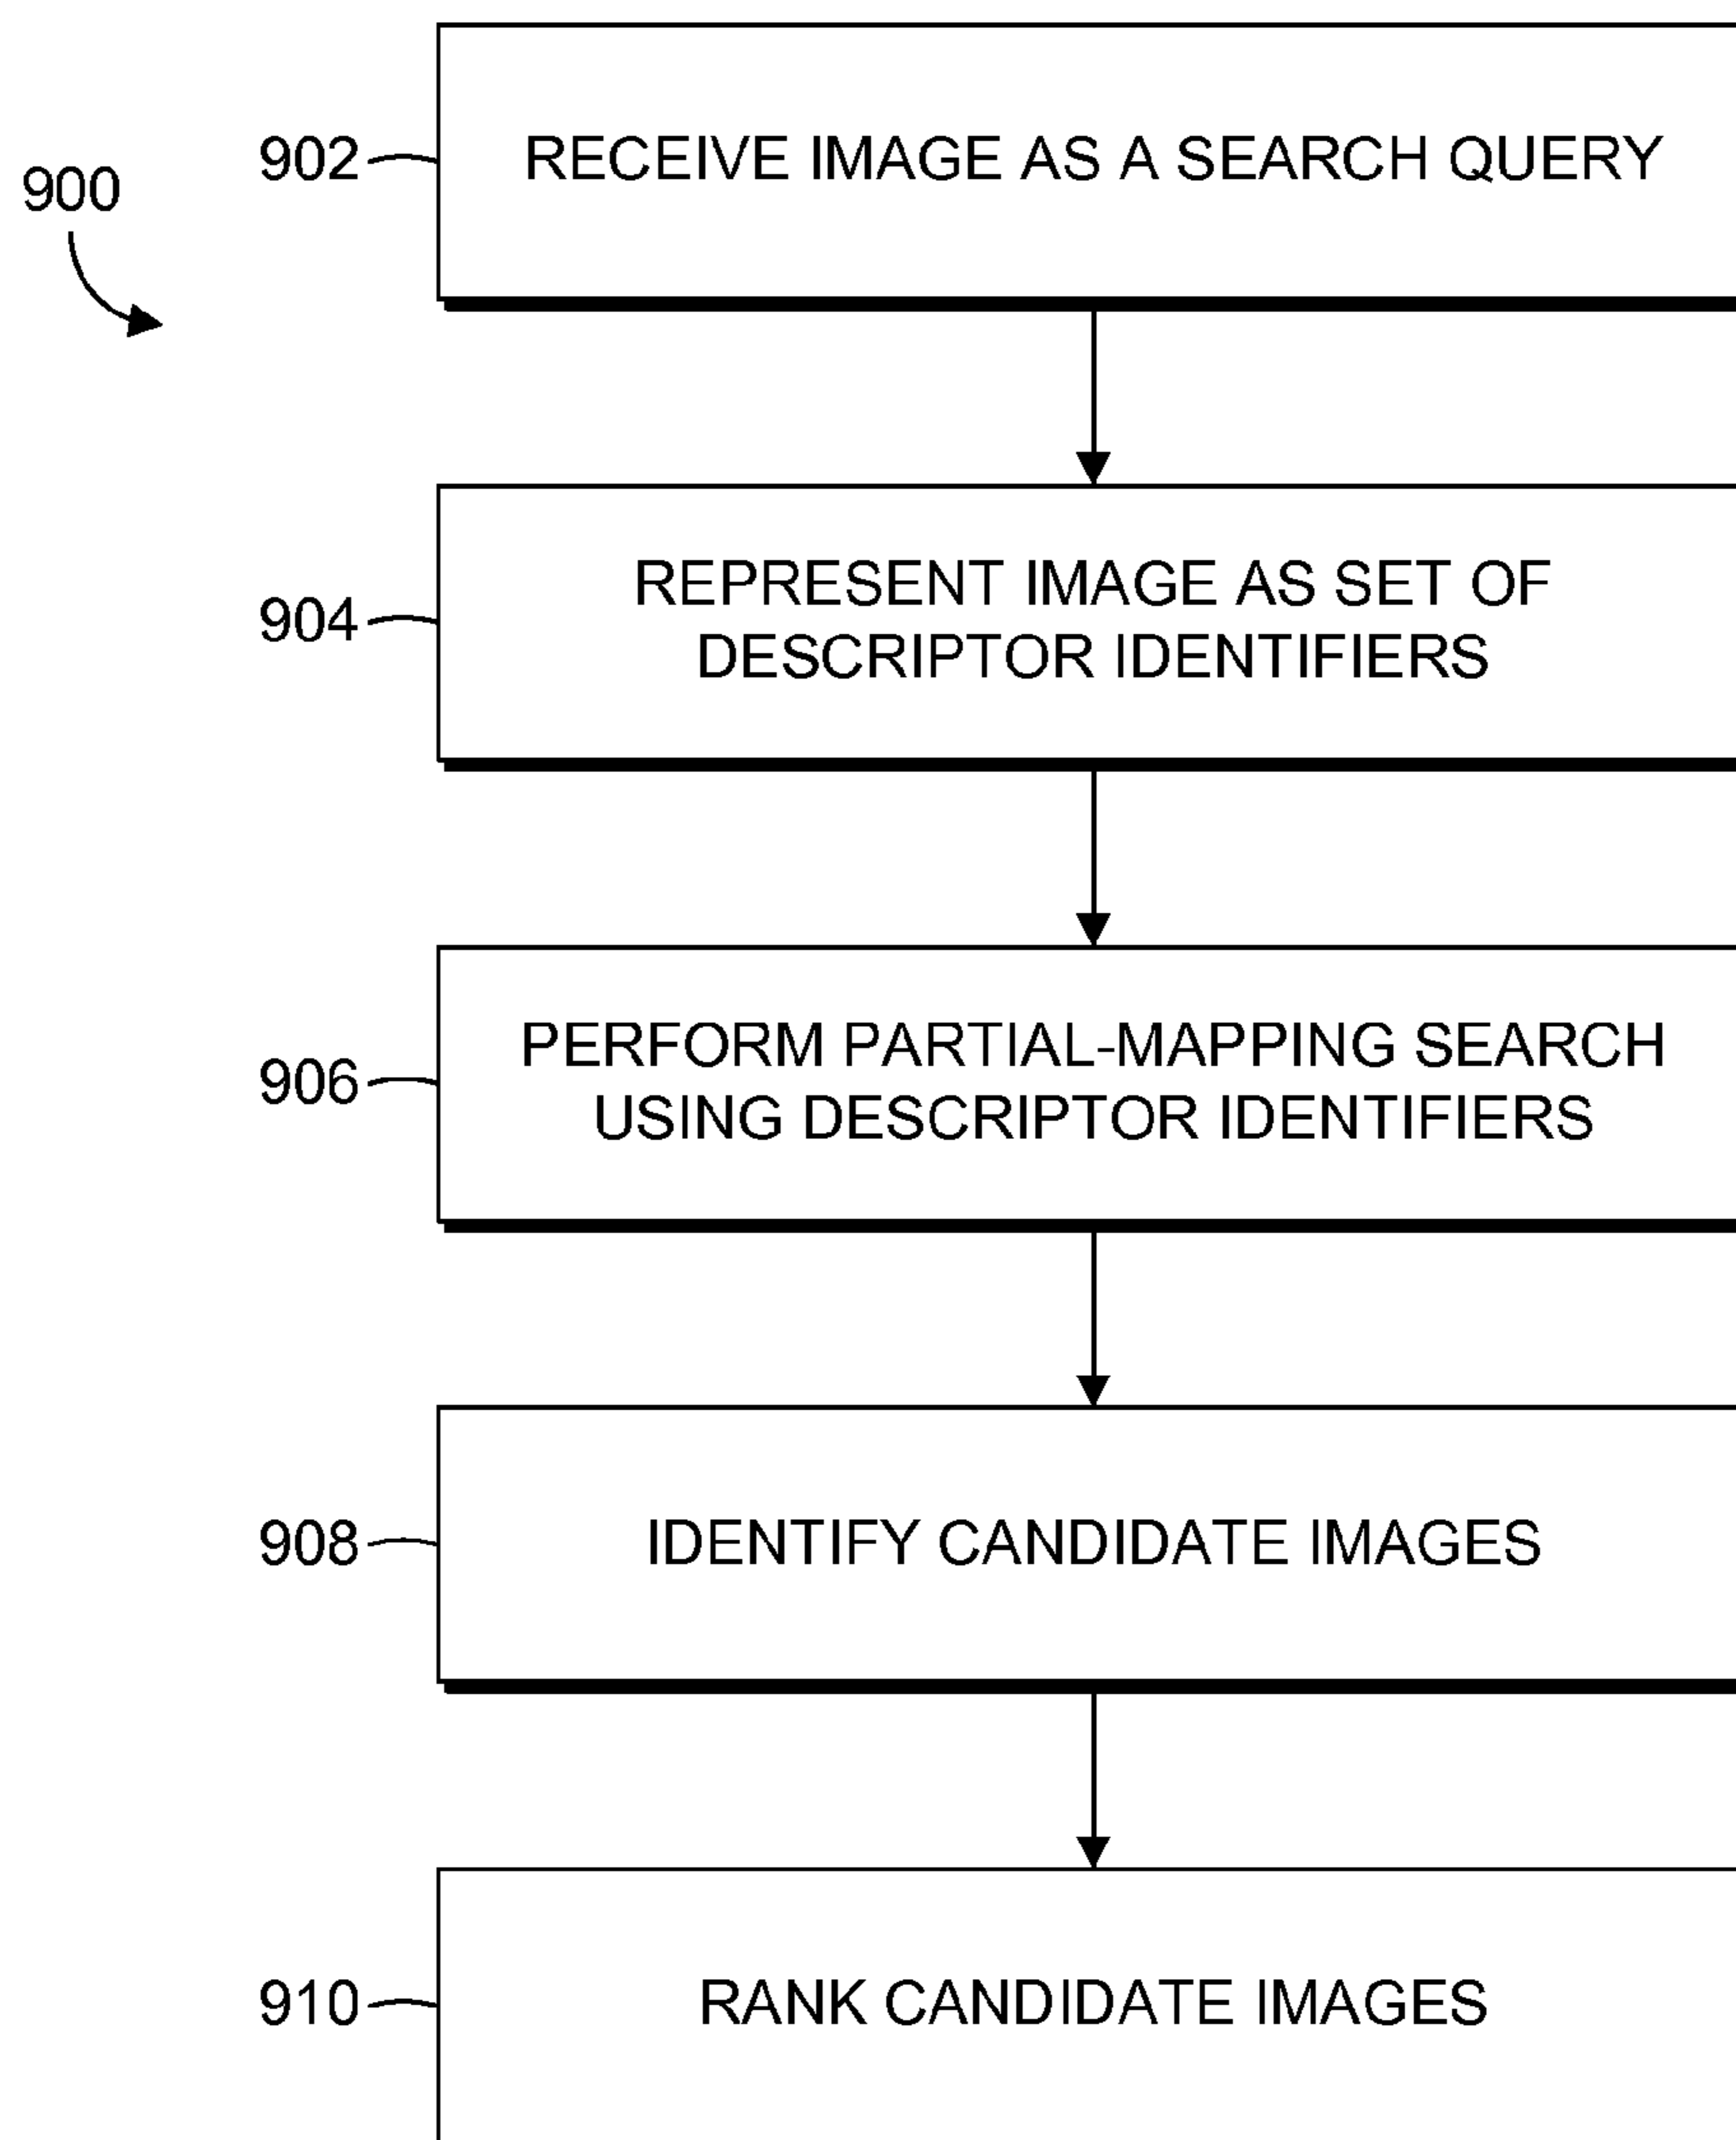 900
902
RECEIVE IMAGE AS A SEARCH QUERY
904
REPRESENT IMAGE AS SET OF
DESCRIPTOR IDENTIFIERS
906
PERFORM PARTIAL-MAPPING SEARCH
USING DESCRIPTOR IDENTIFIERS
908
IDENTIFY CANDIDATE IMAGES
910
RANK CANDIDATE IMAGES